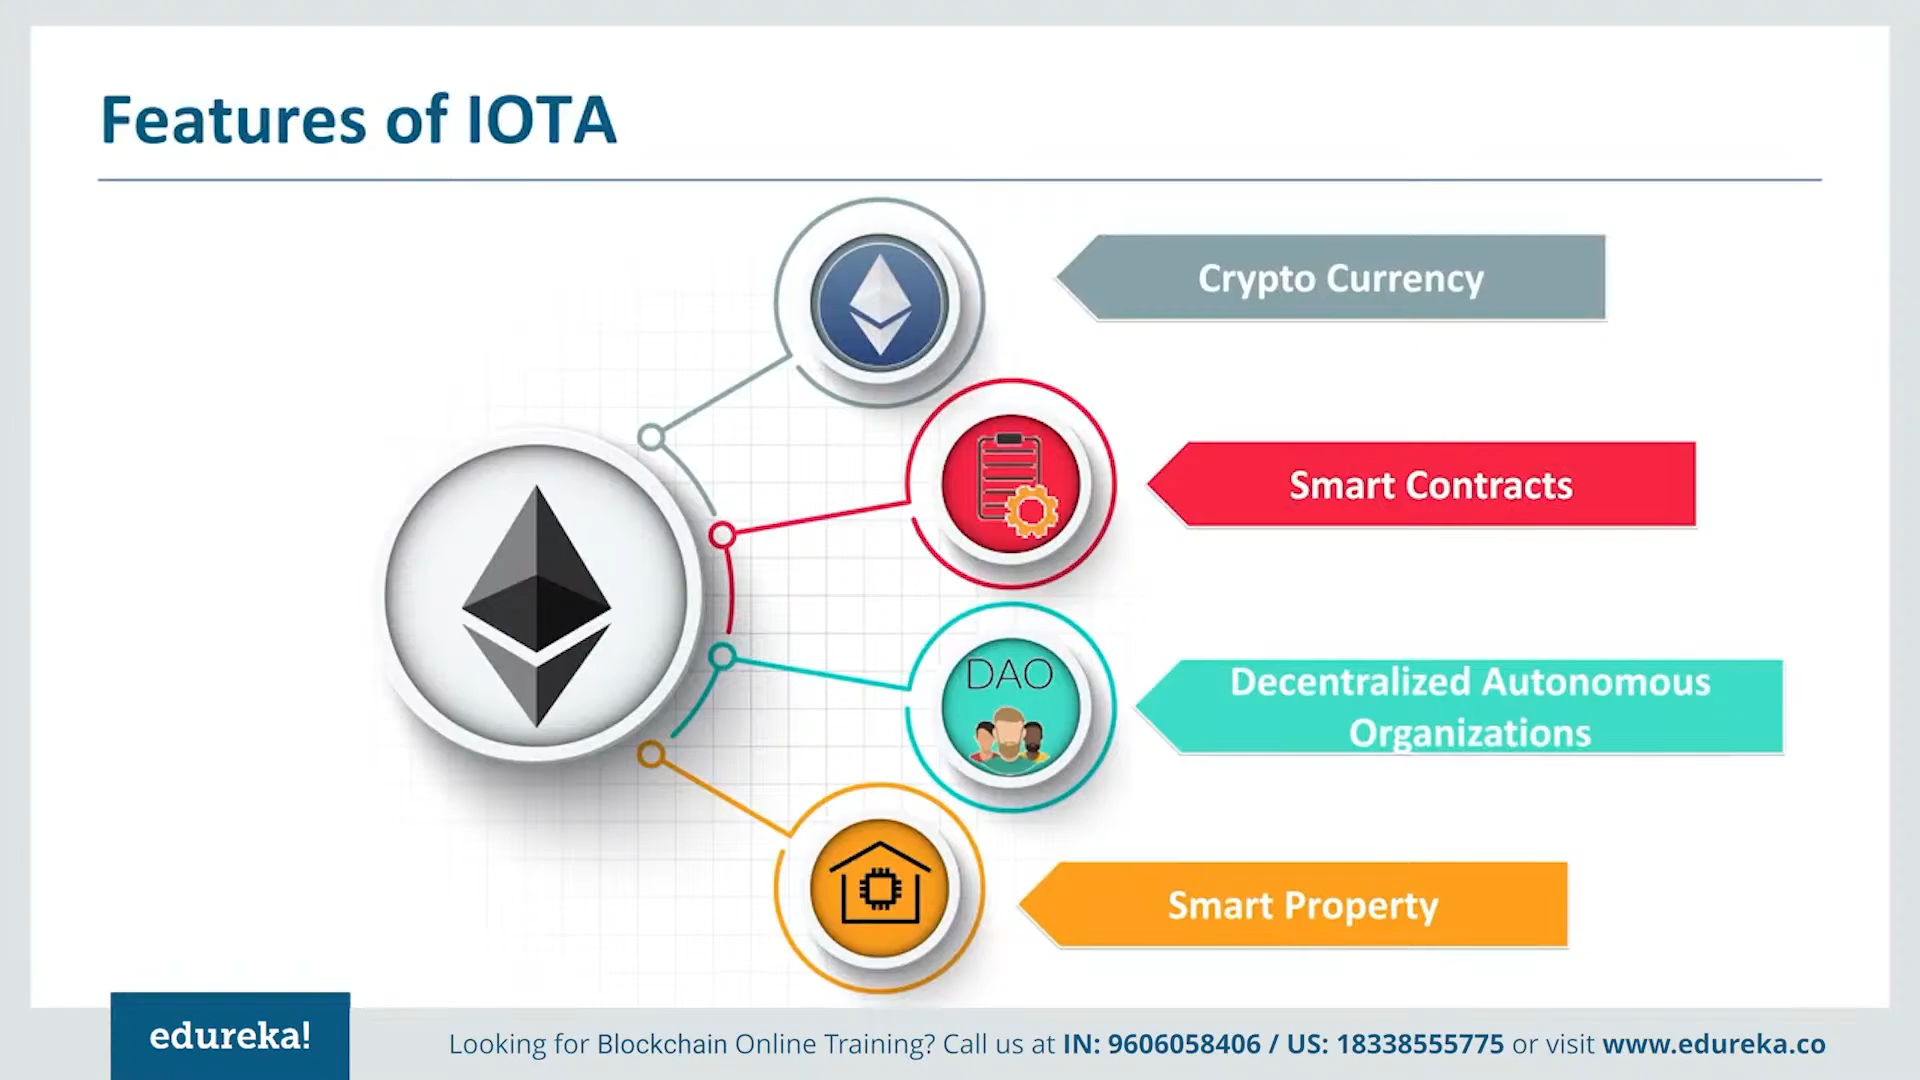 Features of IOTA
Crypto Currency
Smart Contracts
DAO
Decentralized Autonomous
Organizations
Smart Property
edureka!
Looking for Blockchain Online Training? Call us at IN: 9606058406 / US: 18338555775 or visit www.edureka.co